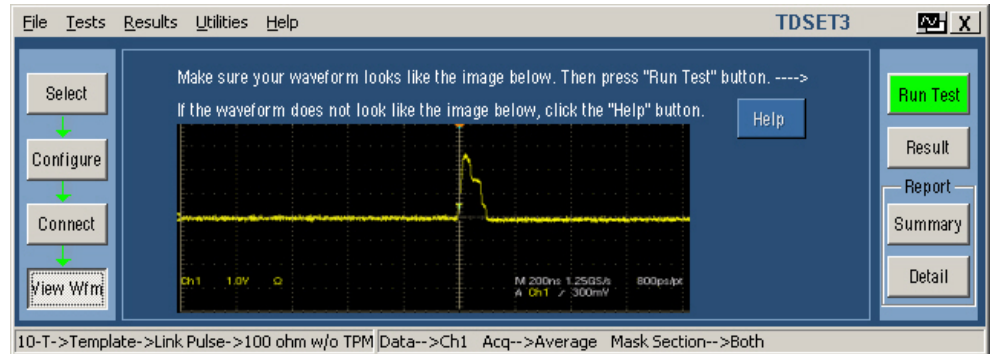 File Tests Results Utilities Help TDSET3 X
Select
Configure
Connect
View Wfm
Make sure your waveform looks like the image below. Then press "Run Test" button. ---->
If the waveform does not look like the image below, click the "Help" button.
Help
Ch1 1.0V Ω
M 200ns 1.25GS/s 800ps/pt
A Ch1 / 300mV
Run Test
Result
Report
Summary
Detail
10-T->Template->Link Pulse->100 ohm w/o TPM Data-->Ch1 Acq-->Average Mask Section-->Both